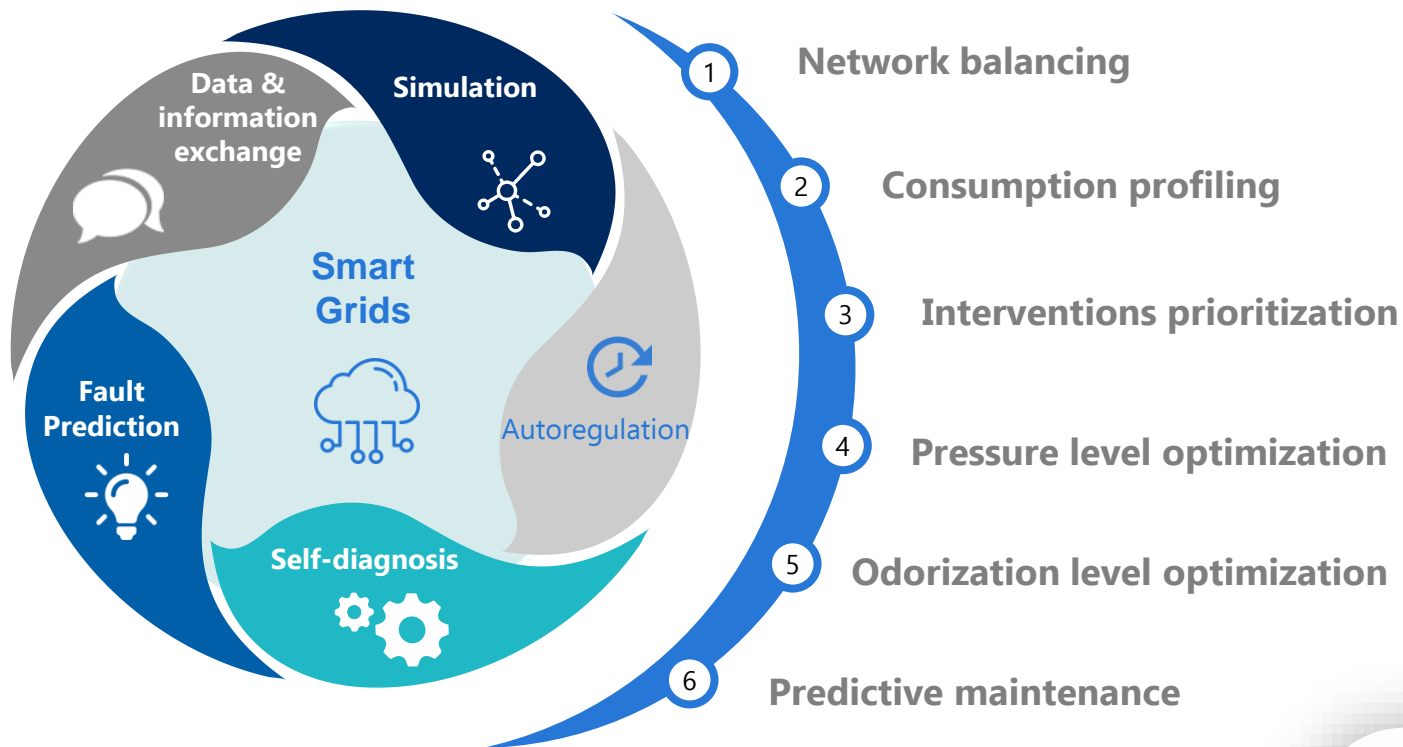 Data &
information
exchange
Simulation
Smart
Grids
Autoregulation
Fault
Prediction
Self-diagnosis
1
Network balancing
2
Consumption profiling
3
Interventions prioritization
4
Pressure level optimization
5
Odorization level optimization
6
Predictive maintenance